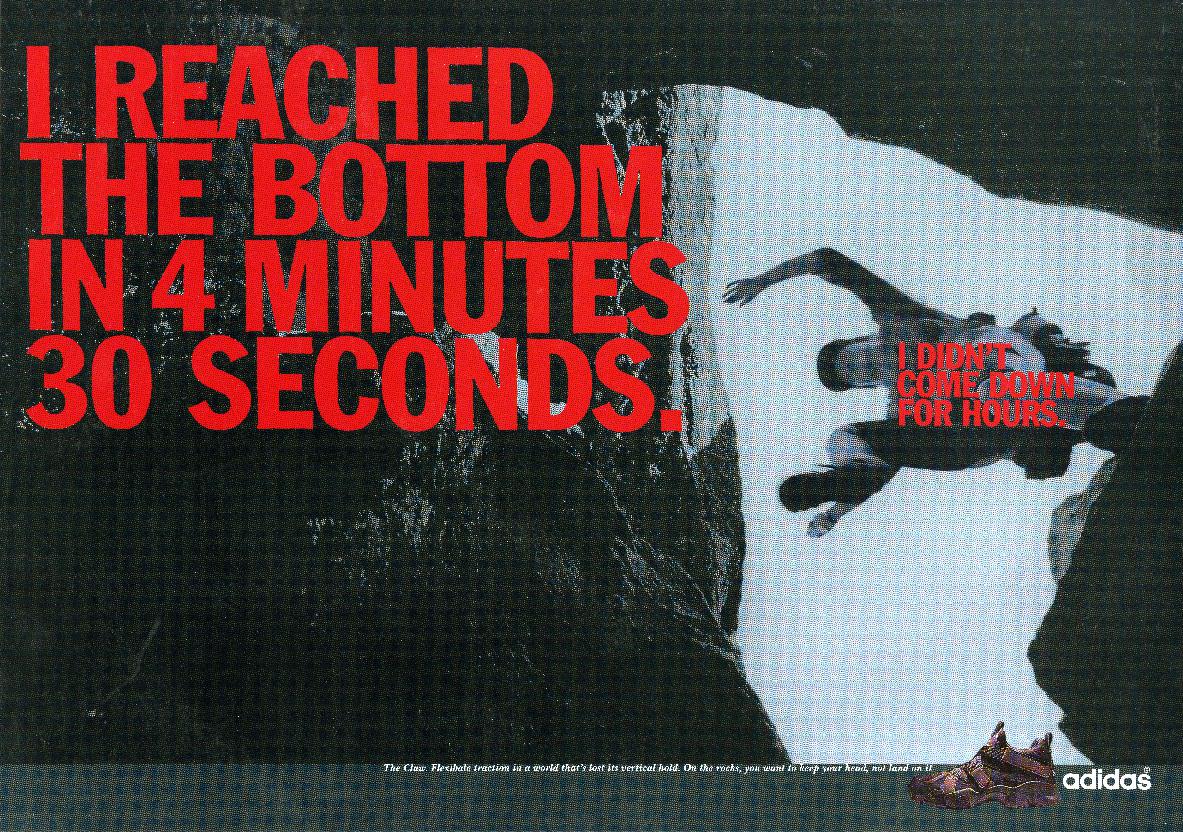 I REACHED
THE BOTTOM
IN 4 MINUTES
30 SECONDS.
I DIDN'T
COME DOWN
FOR HOURS.
The Claw. Flexibale traction in a world that's lost its vertical hold. On the rocks, you want to keep your head, not land on it.
adidas®